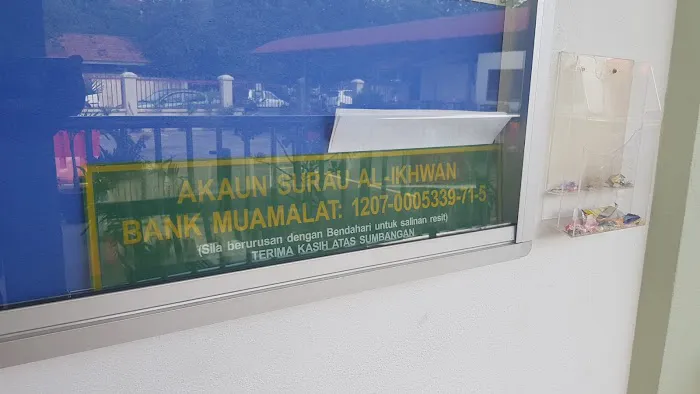 AKAUN SURAU AL-IKHWAN
BANK MUAMALAT: 1207-0005339-71-5
(Sila berurusan dengan Bendahari untuk salinan resit)
TERIMA KASIH ATAS SUMBANGAN